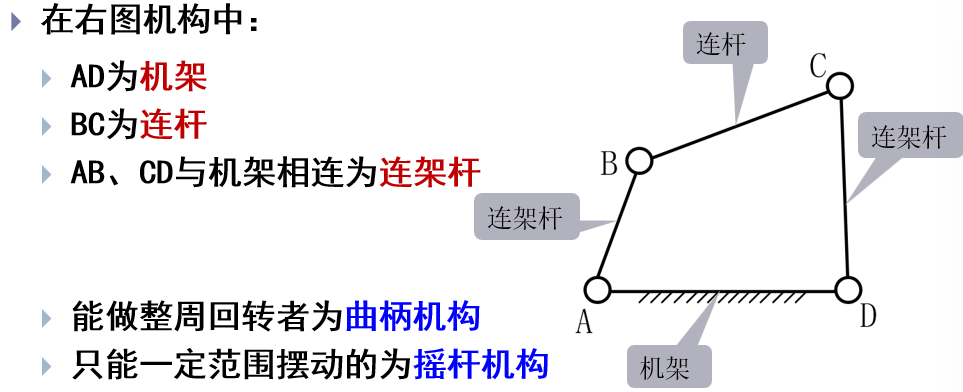 在右图机构中：
AD为机架
BC为连杆
AB、CD与机架相连为连架杆
能做整周回转者为曲柄机构
只能一定范围摆动的为摇杆机构
连杆
C
连架杆
B
连架杆
A
D
机架